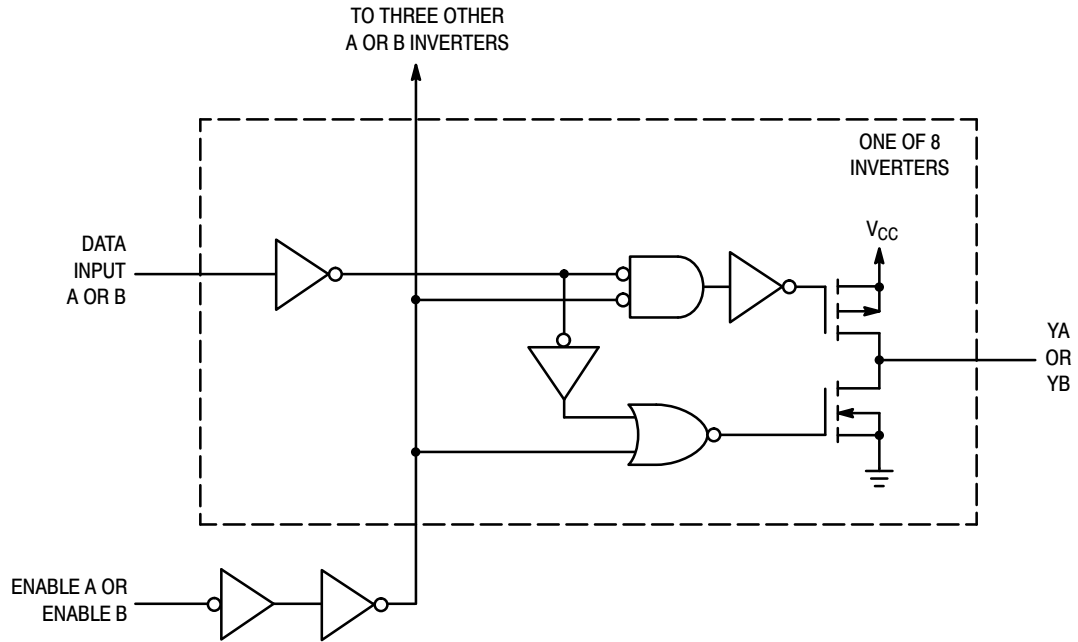 TO THREE OTHER
A OR B INVERTERS
ONE OF 8
INVERTERS
DATA
INPUT
A OR B
VCC
YA
OR
YB
ENABLE A OR
ENABLE B